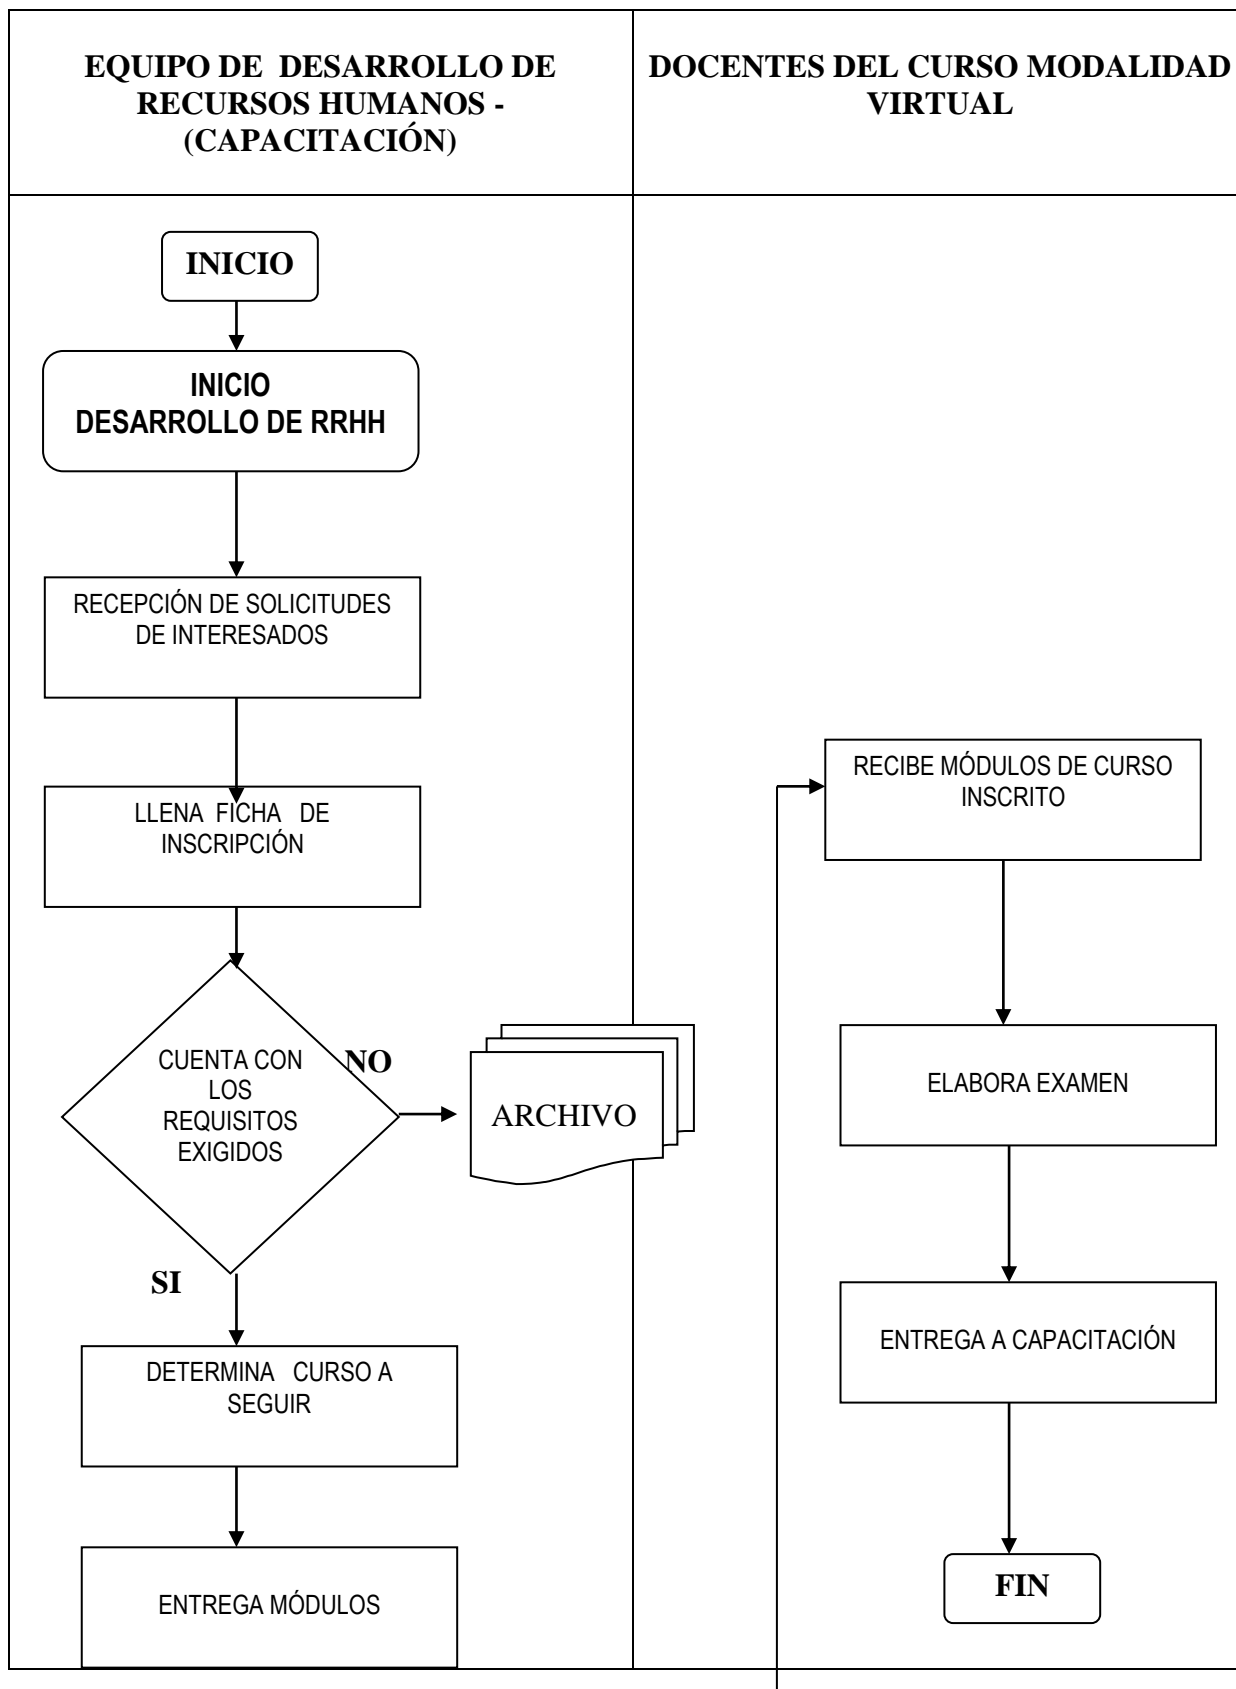 EQUIPO DE DESARROLLO DE
RECURSOS HUMANOS -
(CAPACITACIÓN)
DOCENTES DEL CURSO MODALIDAD
VIRTUAL
INICIO
INICIO
DESARROLLO DE RRHH
RECEPCIÓN DE SOLICITUDES
DE INTERESADOS
LLENA FICHA DE
INSCRIPCIÓN
CUENTA CON
LOS
REQUISITOS
EXIGIDOS
NO
ARCHIVO
SI
DETERMINA CURSO A
SEGUIR
ENTREGA MÓDULOS
RECIBE MÓDULOS DE CURSO
INSCRITO
ELABORA EXAMEN
ENTREGA A CAPACITACIÓN
FIN